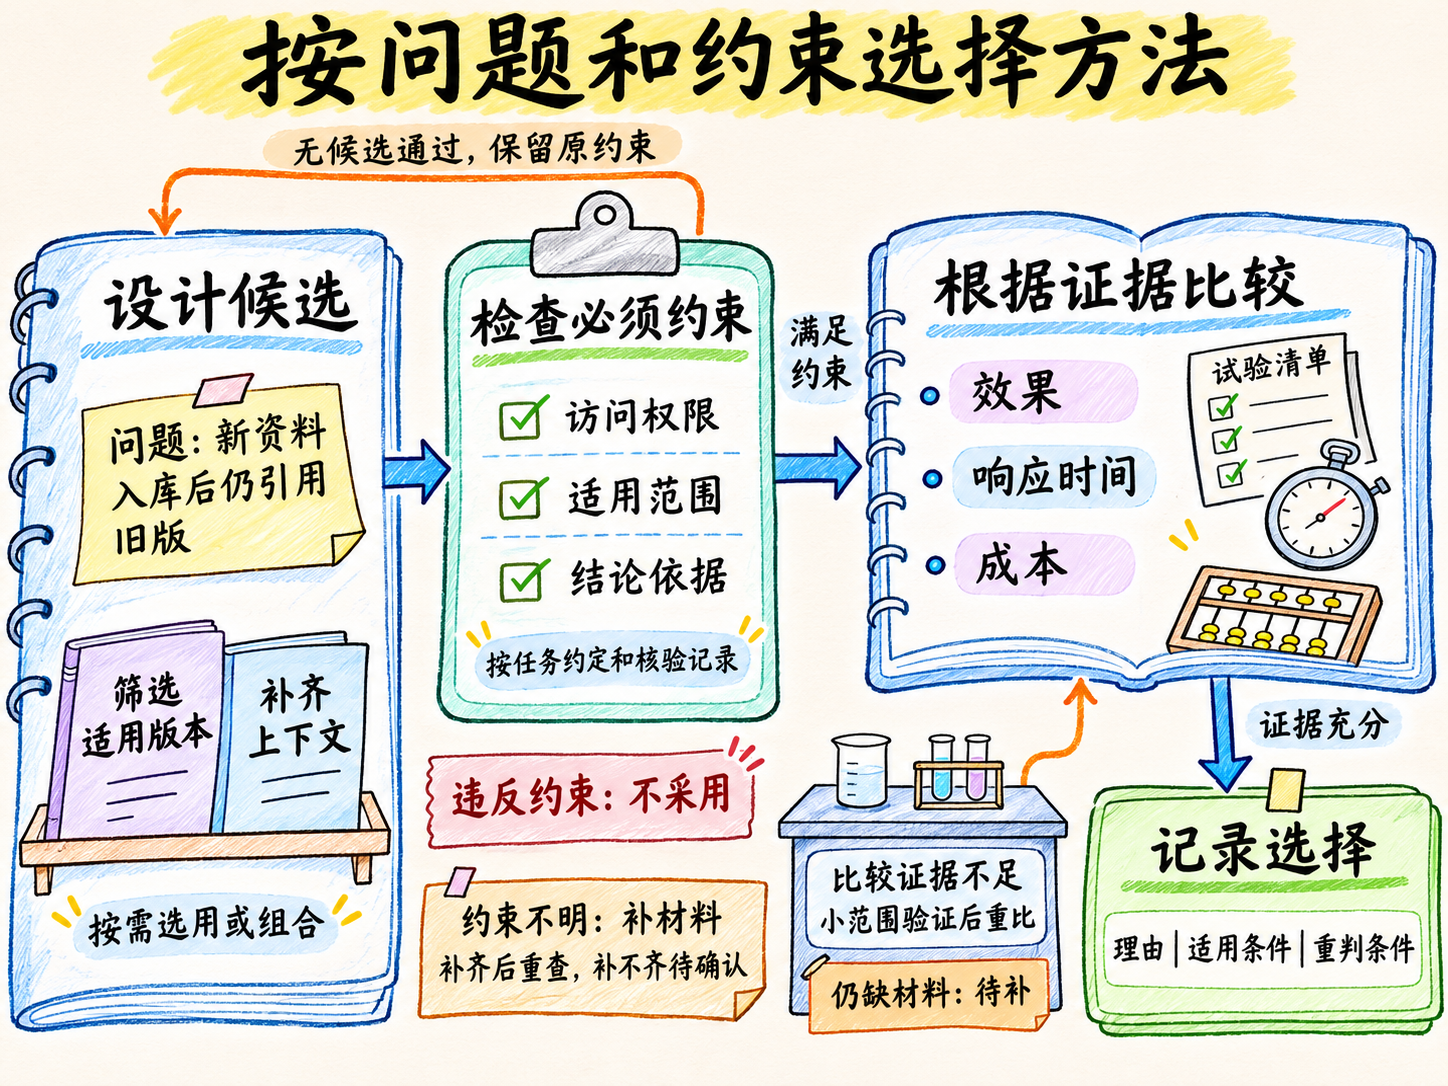 按问题和约束选择方法
无候选通过，保留原约束
设计候选
问题：新资料
入库后仍引用
旧版
筛选
适用版本
补齐
上下文
按需选用或组合
检查必须约束
访问权限
适用范围
结论依据
按任务约定和核验记录
违反约束：不采用
约束不明：补材料
补齐后重查，补不齐待确认
满足
约束
根据证据比较
效果
响应时间
成本
试验清单
比较证据不足
小范围验证后重比
仍缺材料：待补
证据充分
记录选择
理由｜适用条件｜重判条件